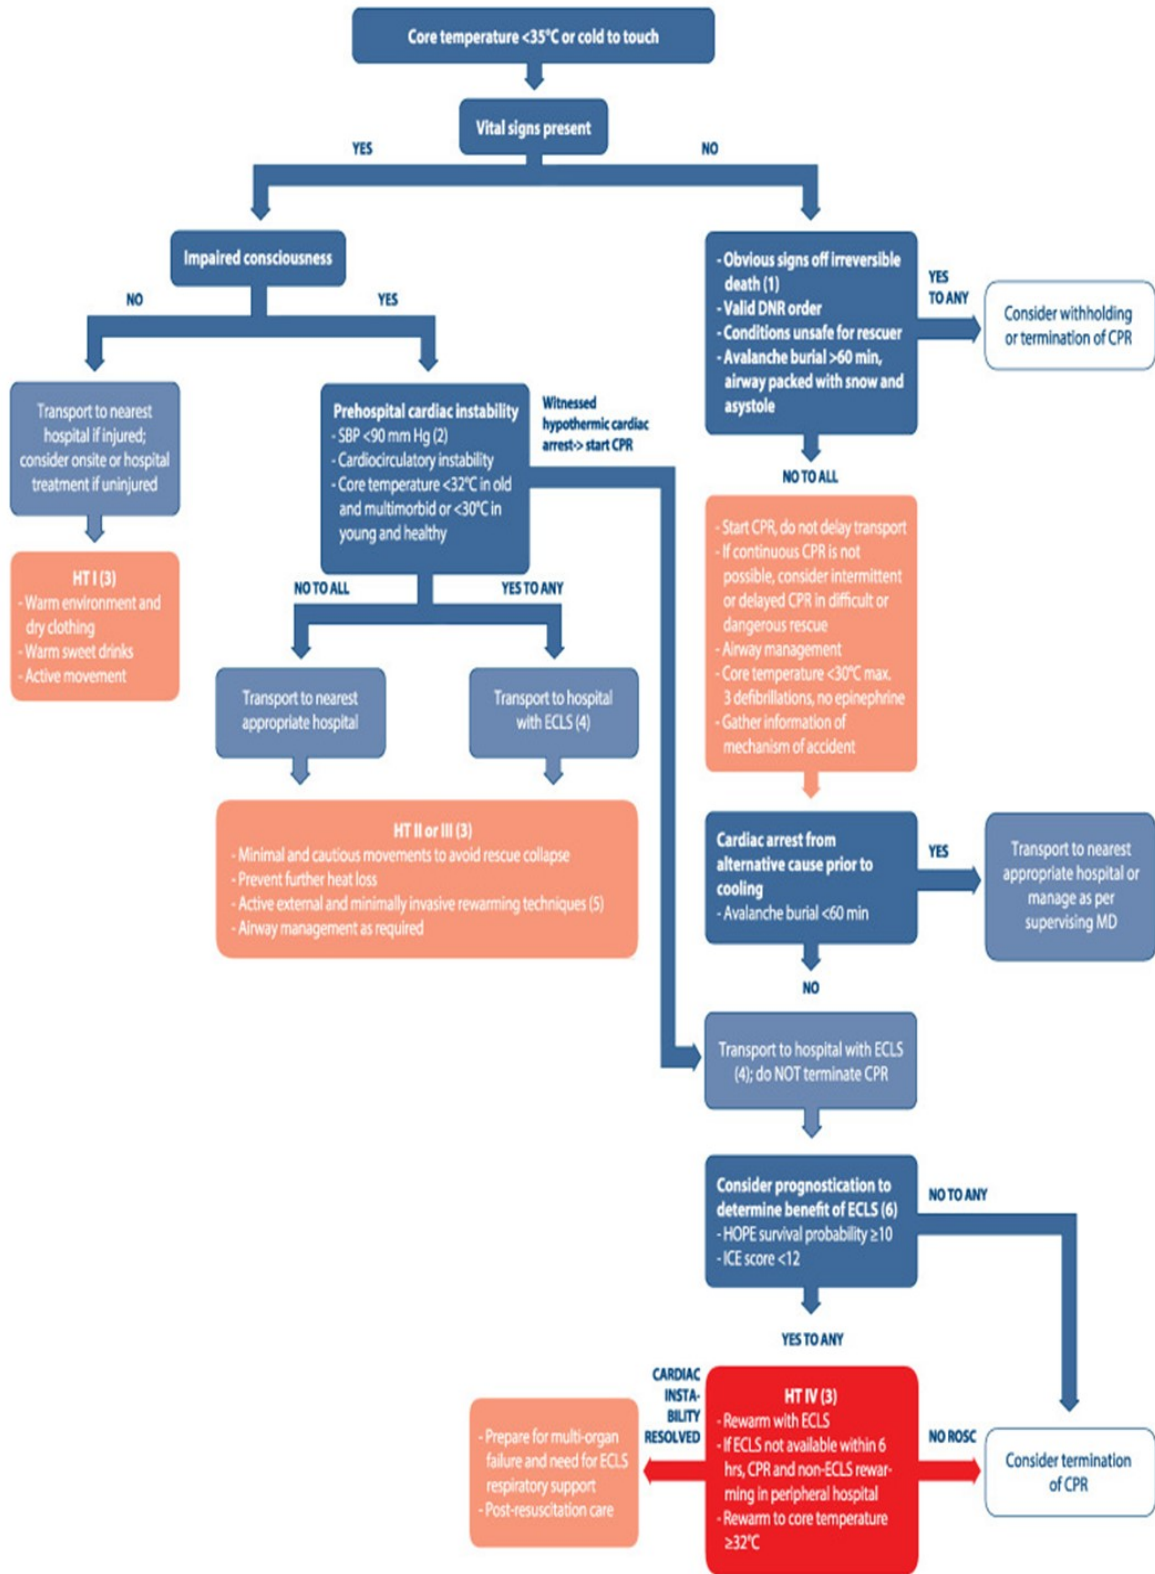 Core temperature <35°C or cold to touch
Vital signs present
YES
NO
Impaired consciousness
NO
YES
- Obvious signs off irreversible
death (1)
- Valid DNR order
- Conditions unsafe for rescuer
- Avalanche burial >60 min,
airway packed with snow and
asystole
YES
TO ANY
Consider withholding
or termination of CPR
Transport to nearest
hospital if injured;
consider onsite or hospital
treatment if uninjured
Prehospital cardiac instability
- SBP <90 mm Hg (2)
- Cardiocirculatory instability
- Core temperature <32°C in old
and multimorbid or <30°C in
young and healthy
Witnessed
hypothermic cardiac
arrest-> start CPR
NO TO ALL
HT I (3)
- Warm environment and
dry clothing
- Warm sweet drinks
- Active movement
NO TO ALL
YES TO ANY
- Start CPR, do not delay transport
- If continuous CPR is not
possible, consider intermittent
or delayed CPR in difficult or
dangerous rescue
- Airway management
- Core temperature <30°C max.
3 defibrillations, no epinephrine
- Gather information of
mechanism of accident
Transport to nearest
appropriate hospital
Transport to hospital
with ECLS (4)
HT II or III (3)
- Minimal and cautious movements to avoid rescue collapse
- Prevent further heat loss
- Active external and minimally invasive rewarming techniques (5)
- Airway management as required
Cardiac arrest from
alternative cause prior to
cooling
- Avalanche burial <60 min
YES
Transport to nearest
appropriate hospital or
manage as per
supervising MD
NO
Transport to hospital with ECLS
(4); do NOT terminate CPR
Consider prognostication to
determine benefit of ECLS (6)
- HOPE survival probability ≥10
- ICE score <12
NO TO ANY
YES TO ANY
CARDIAC
INSTA-
BILITY
RESOLVED
- Prepare for multi-organ
failure and need for ECLS
respiratory support
- Post-resuscitation care
HT IV (3)
- Rewarm with ECLS
- If ECLS not available within 6
hrs, CPR and non-ECLS rewar-
ming in peripheral hospital
- Rewarm to core temperature
≥32°C
NO ROSC
Consider termination
of CPR